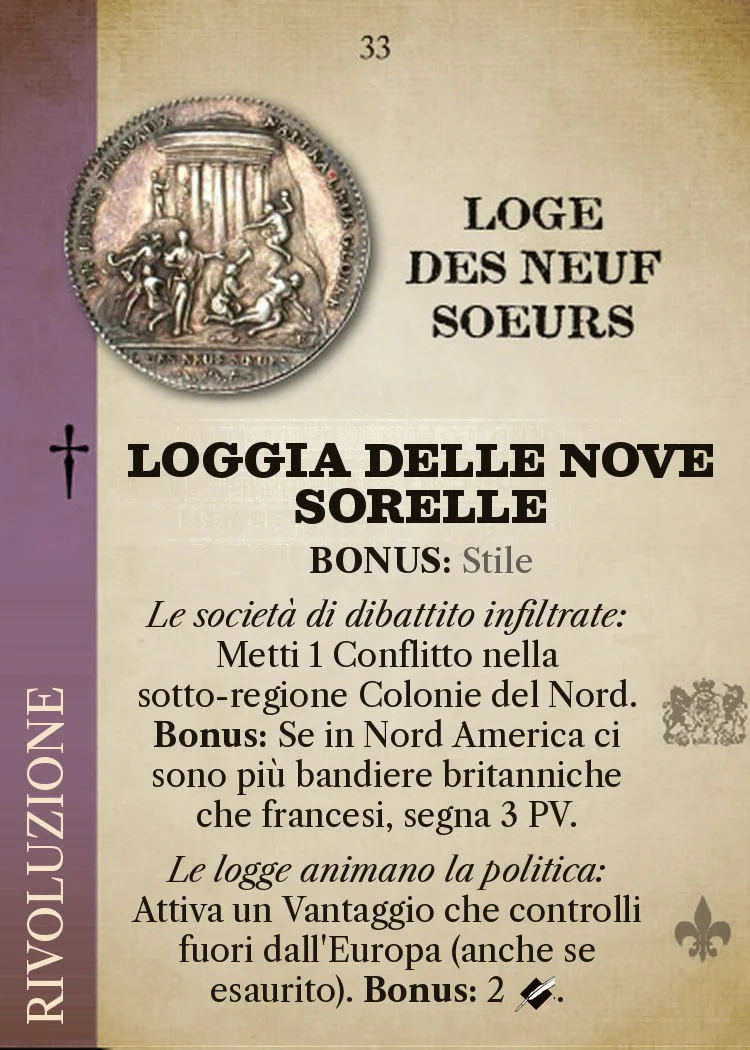 33
LOGE
DES NEUF
SOEURS
†
LOGGIA DELLE NOVE
SORELLE
BONUS: Stile
Le società di dibattito infiltrate:
Metti 1 Conflitto nella
sotto-regione Colonie del Nord.
Bonus: Se in Nord America ci
sono più bandiere britanniche
che francesi, segna 3 PV.
Le logge animano la politica:
Attiva un Vantaggio che controlli
fuori dall'Europa (anche se
esaurito). Bonus: 2 .
RIVOLUZIONE